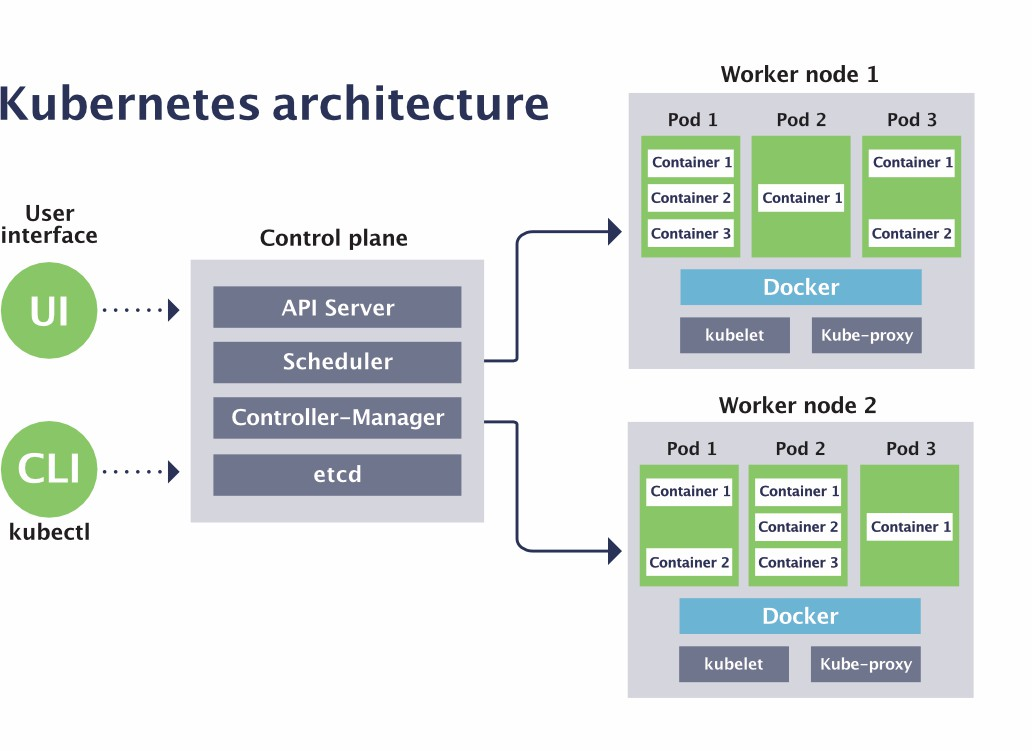 Kubernetes architecture
User
interface
UI
CLI
kubectl
Control plane
API Server
Scheduler
Controller-Manager
etcd
Worker node 1
Pod 1
Container 1
Container 2
Container 3
Pod 2
Container 1
Pod 3
Container 1
Container 2
Docker
kubelet
Kube-proxy
Worker node 2
Pod 1
Container 1
Container 2
Pod 2
Container 1
Container 2
Container 3
Pod 3
Container 1
Docker
kubelet
Kube-proxy